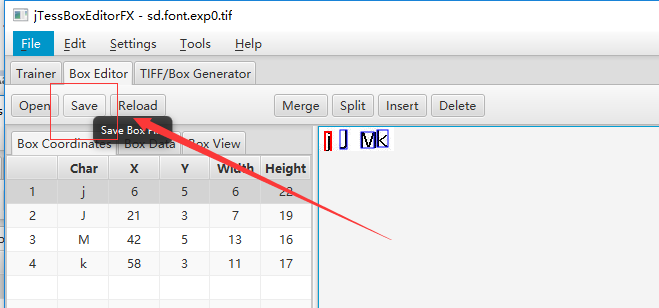 jTessBoxEditorFX - sd.font.exp0.tif
File Edit Settings Tools Help
Trainer Box Editor TIFF/Box Generator
Open Save Reload Merge Split Insert Delete
Save Box
Box Coordinates Box Data Box View
Char X Y Width Height
1 j 6 5 6 22
2 J 21 3 7 19
3 M 42 5 13 16
4 k 58 3 11 17
j J M k